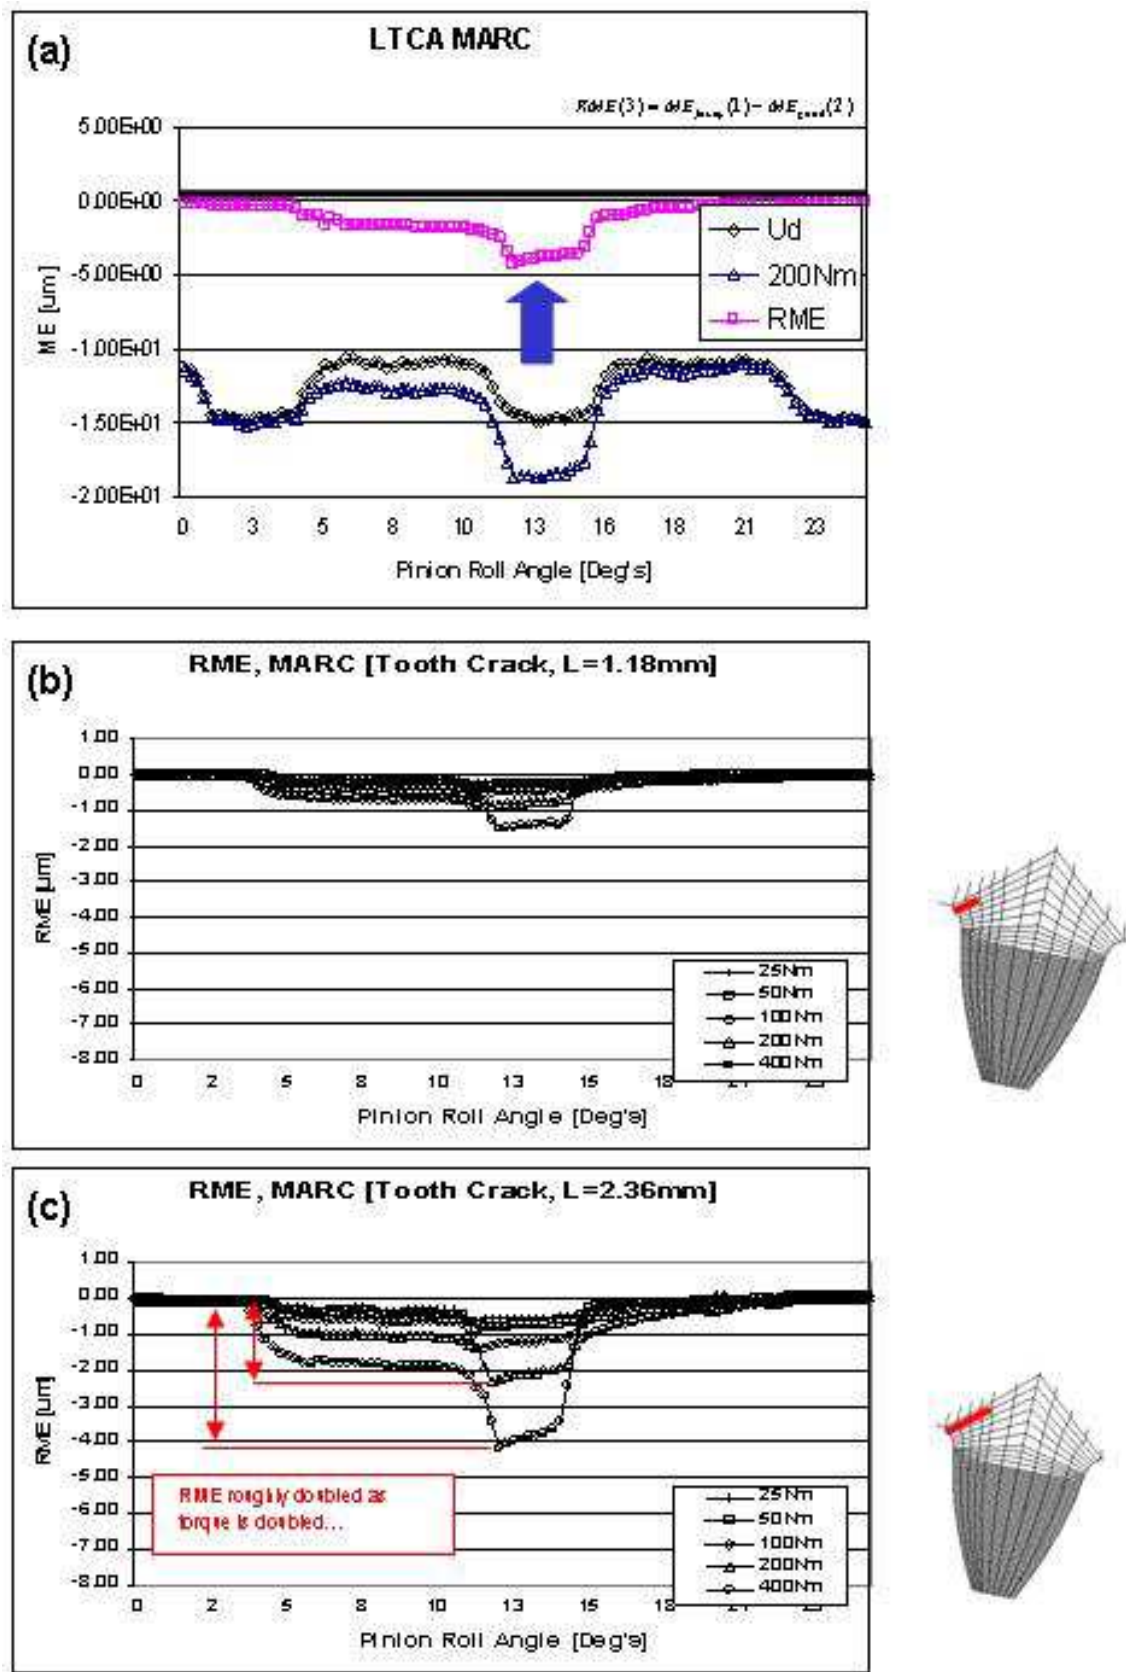 (a)
LTCA MARC
5.00E+00
0.00E+00
-5.00E+00
-1.00E+01
-1.50E+01
-2.00E+01
ME [um]
Ud
200Nm
RME
0 3 5 8 10 13 16 18 21 23
Pinion Roll Angle [Deg's]
(b)
RME, MARC [Tooth Crack, L=1.18mm]
1.00
0.00
-1.00
-2.00
-3.00
-4.00
-5.00
-6.00
-7.00
-8.00
RME [µm]
25Nm
50Nm
100Nm
200Nm
400Nm
0 2 5 8 10 13 15 18
Pinion Roll Angle [Deg's]
(c)
RME, MARC [Tooth Crack, L=2.36mm]
1.00
0.00
-1.00
-2.00
-3.00
-4.00
-5.00
-6.00
-7.00
-8.00
RME [µm]
RME roughly doubled as
torque is doubled...
25Nm
50Nm
100Nm
200Nm
400Nm
0 2 5 8 10 13 15 18
Pinion Roll Angle [Deg's]